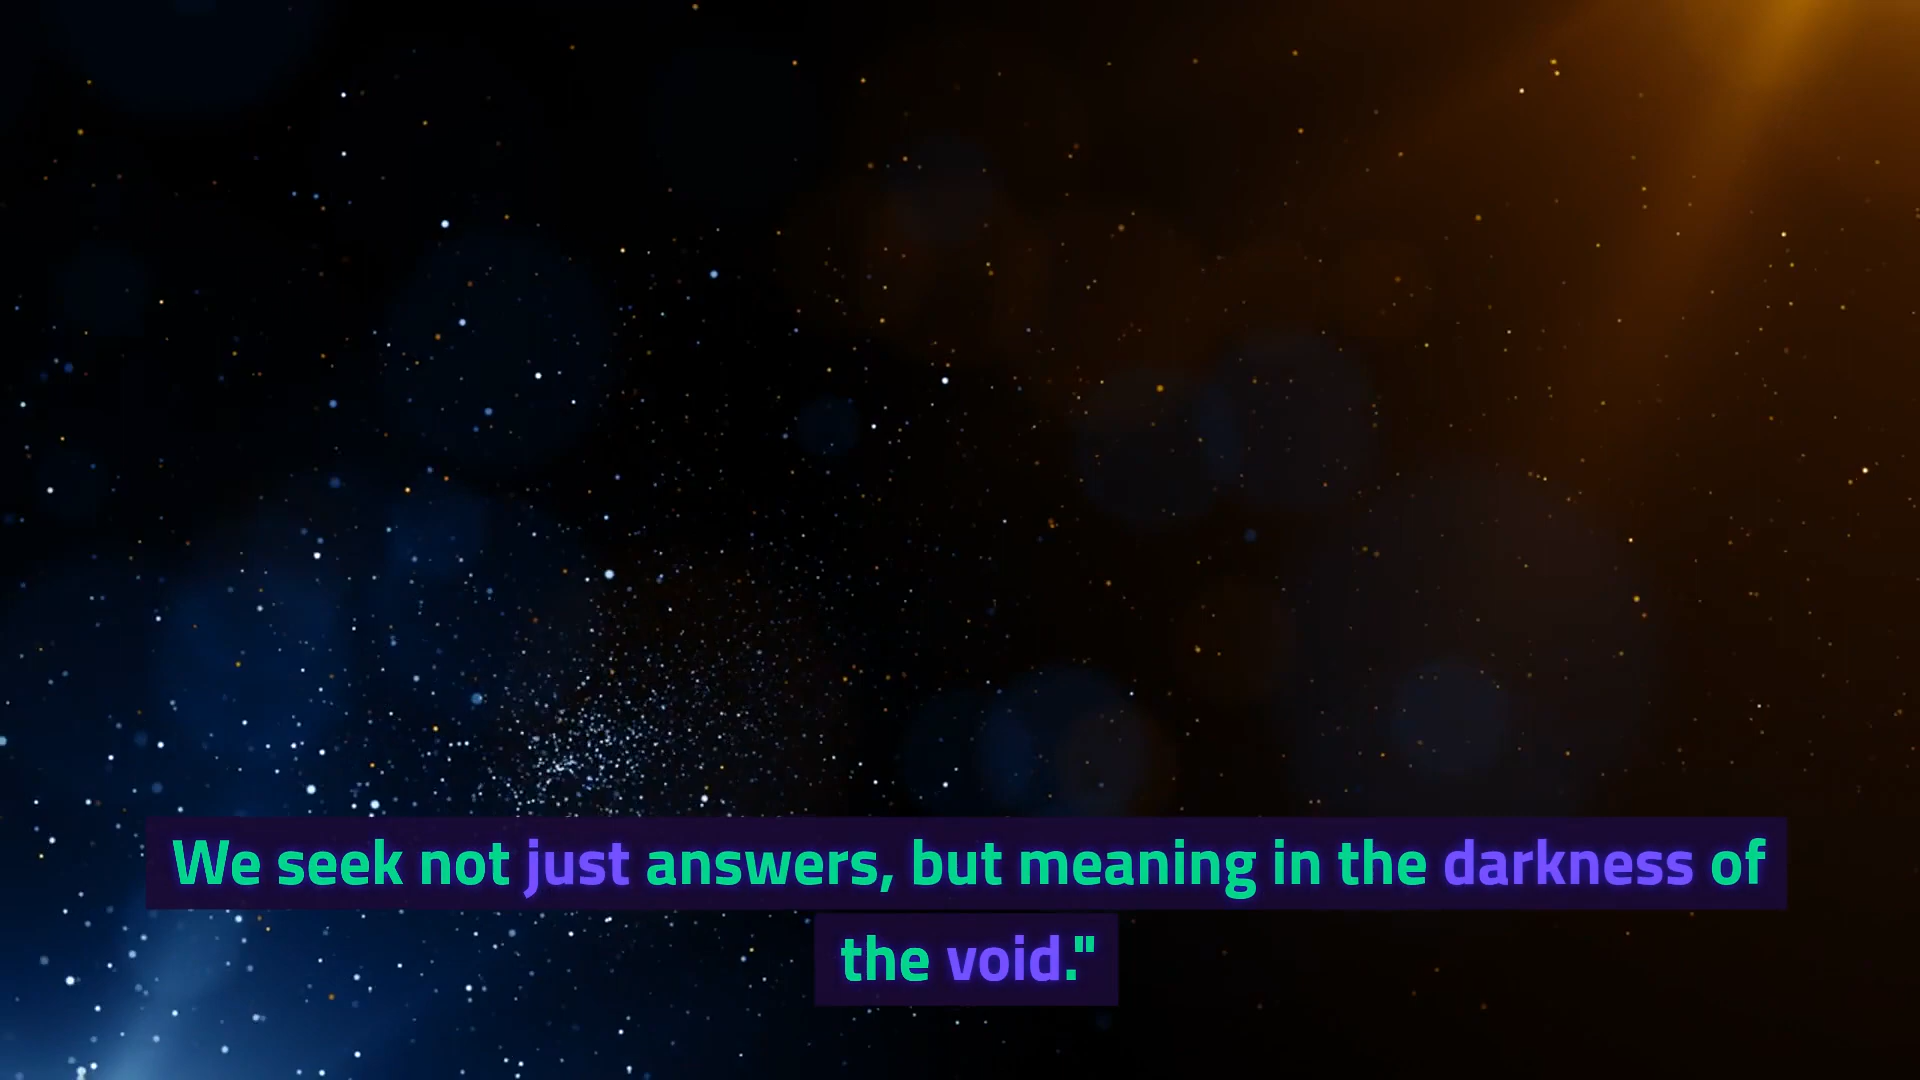 We seek not just answers, but meaning in the darkness of
the void."